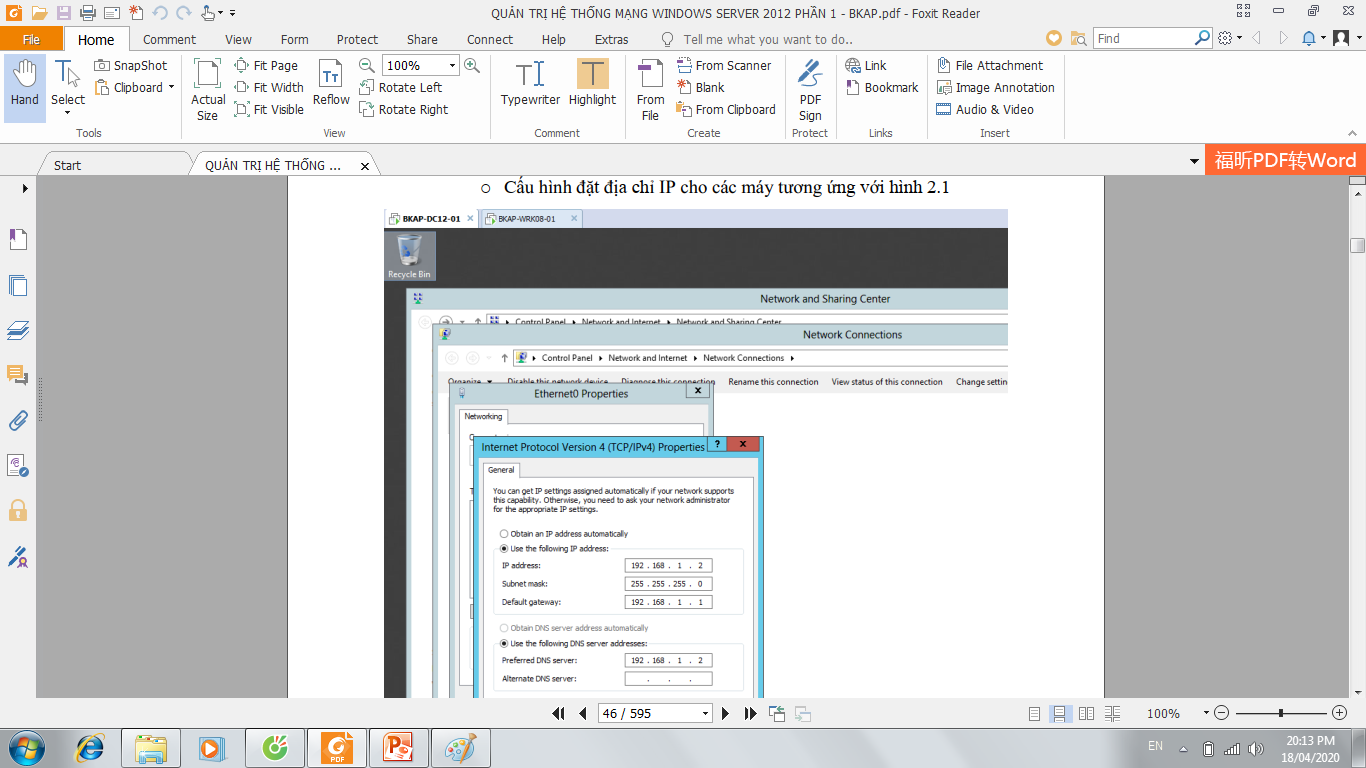 QUẢN TRỊ HỆ THỐNG MẠNG WINDOWS SERVER 2012 PHẦN 1 - BKAP.pdf - Foxit Reader
File Home Comment View Form Protect Share Connect Help Extras Tell me what you want to do.. Find
Hand
Select
SnapShot
Clipboard
Tools
Actual Size
Fit Page
Fit Width
Fit Visible
Reflow
100%
Rotate Left
Rotate Right
View
Typewriter
Highlight
Comment
From File
From Scanner
Blank
From Clipboard
Create
PDF Sign
Protect
Link
Bookmark
Links
File Attachment
Image Annotation
Audio & Video
Insert
Start
QUẢN TRỊ HỆ THỐNG ...
福昕PDF转Word
o Cấu hình đặt địa chỉ IP cho các máy tương ứng với hình 2.1
BKAP-DC12-01
BKAP-WRK08-01
Recycle Bin
Network and Sharing Center
Control Panel Network and Internet Network and Sharing Center
Network Connections
Control Panel Network and Internet Network Connections
Organize Disable this network device Diagnose this connection Rename this connection View status of this connection Change settin
Ethernet0 Properties
Networking
Internet Protocol Version 4 (TCP/IPv4) Properties
General
You can get IP settings assigned automatically if your network supports
this capability. Otherwise, you need to ask your network administrator
for the appropriate IP settings.
Obtain an IP address automatically
Use the following IP address:
IP address: 192 . 168 . 1 . 2
Subnet mask: 255 . 255 . 255 . 0
Default gateway: 192 . 168 . 1 . 1
Obtain DNS server address automatically
Use the following DNS server addresses:
Preferred DNS server: 192 . 168 . 1 . 2
Alternate DNS server: . . .
46 / 595
100%
EN
20:13 PM
18/04/2020